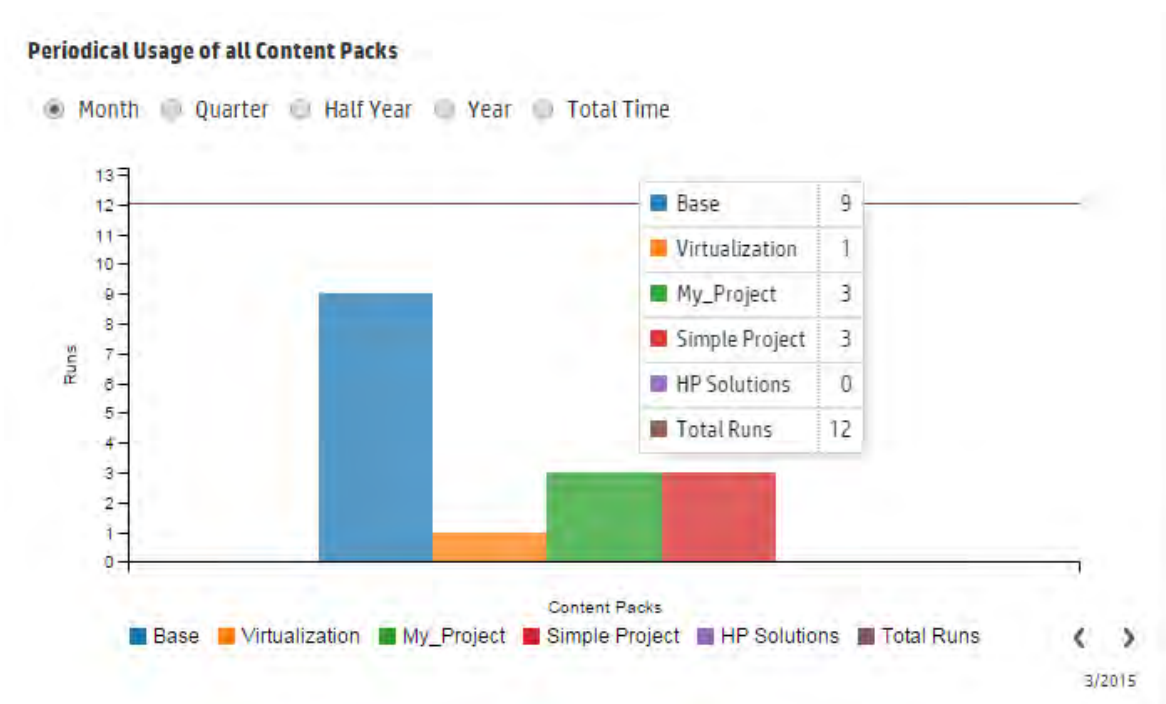 Periodical Usage of all Content Packs
Month Quarter Half Year Year Total Time
13
12
11
10
9
8
7
6
5
4
3
2
1
0
Runs
Base 9
Virtualization 1
My_Project 3
Simple Project 3
HP Solutions 0
Total Runs 12
Content Packs
Base Virtualization My_Project Simple Project HP Solutions Total Runs
3/2015